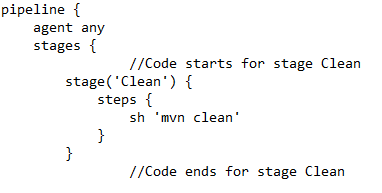 pipeline {
    agent any
    stages {
                //Code starts for stage Clean
        stage('Clean') {
            steps {
                sh 'mvn clean'
            }
        }
                //Code ends for stage Clean